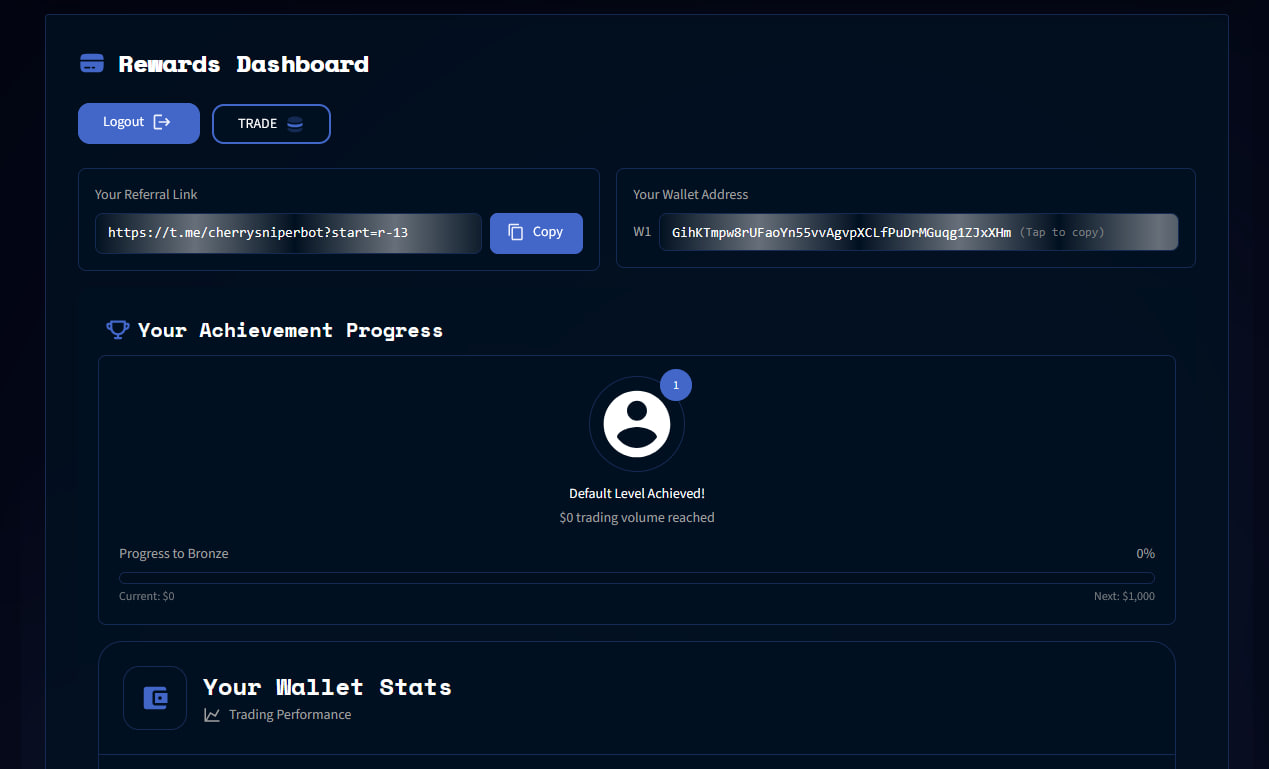 Rewards Dashboard
Logout
TRADE
Your Referral Link
https://t.me/cherrysniperbot?start=r-13
Copy
Your Wallet Address
W1 GihKTmpw8rUFaoYn55vvAgvpXCLfPuDrMGuqg1ZJxXHm (Tap to copy)
Your Achievement Progress
1
Default Level Achieved!
$0 trading volume reached
Progress to Bronze 0%
Current: $0 Next: $1,000
Your Wallet Stats
Trading Performance